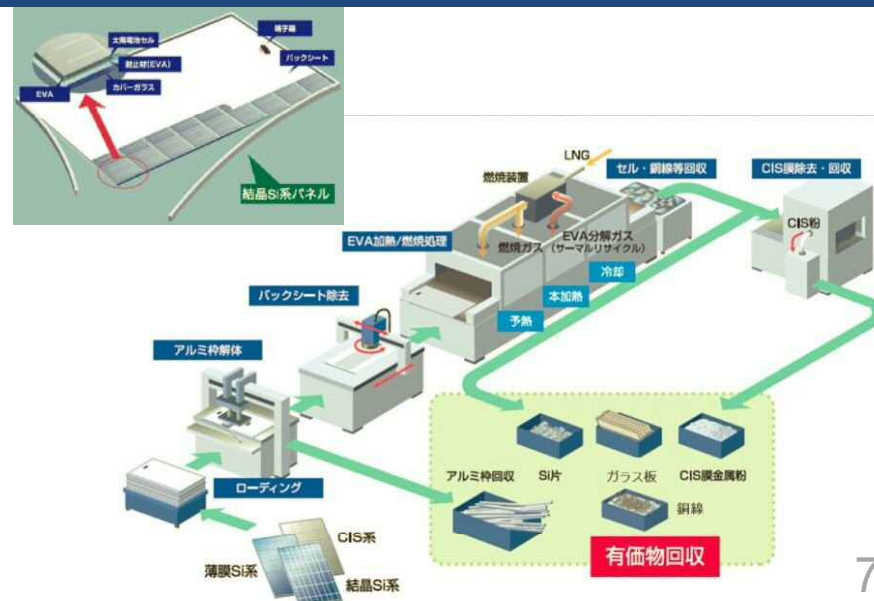 端子箱
太陽電池セル
バックシート
封止材(EVA)
カバーガラス
EVA
結晶Si系パネル
LNG
燃焼装置
セル・銅線等回収
CIS膜除去・回収
CIS粉
EVA加熱/燃焼処理
燃焼ガス
EVA分解ガス
(サーマルリサイクル)
冷却
本加熱
予熱
バックシート除去
アルミ枠解体
ローディング
アルミ枠回収
Si片
ガラス板
CIS膜金属粉
銅線
有価物回収
CIS系
薄膜Si系
結晶Si系
7